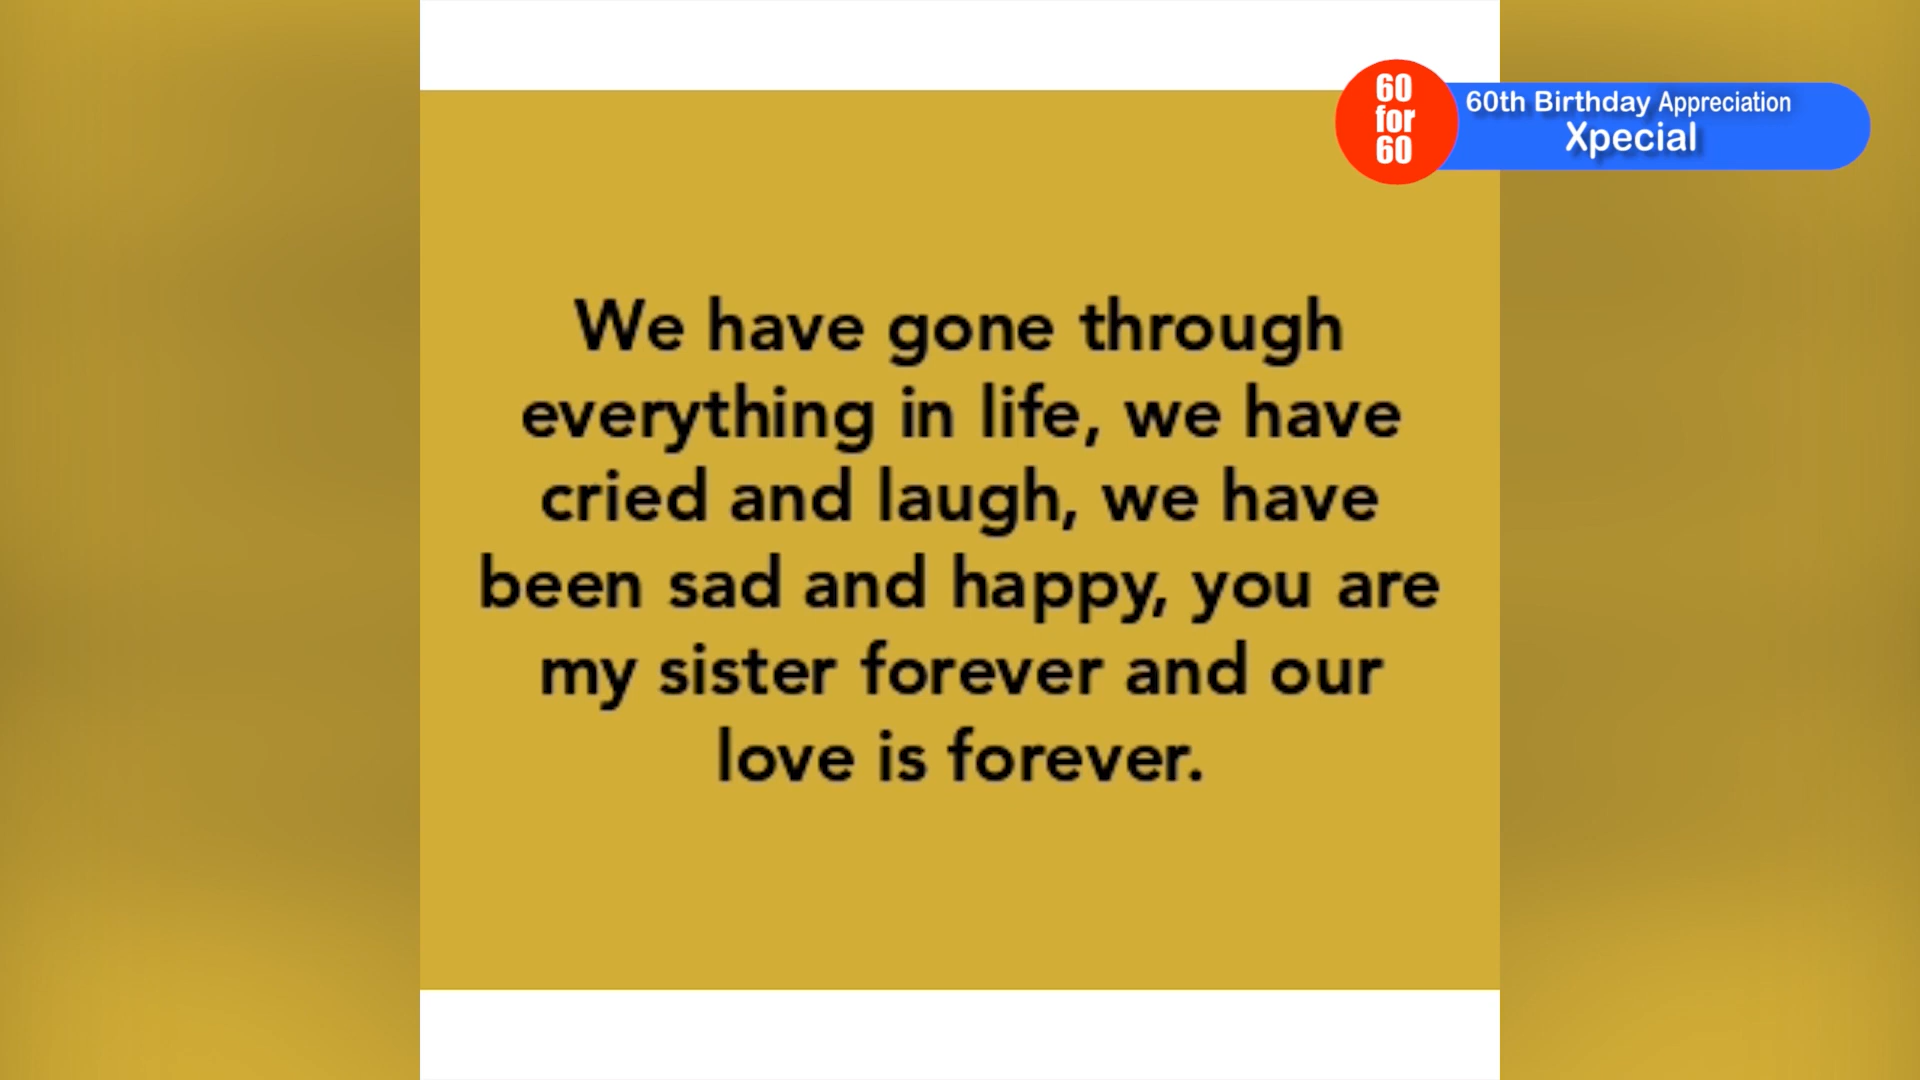 60
for
60
60th Birthday Appreciation
Xpecial
We have gone through
everything in life, we have
cried and laugh, we have
been sad and happy, you are
my sister forever and our
love is forever.